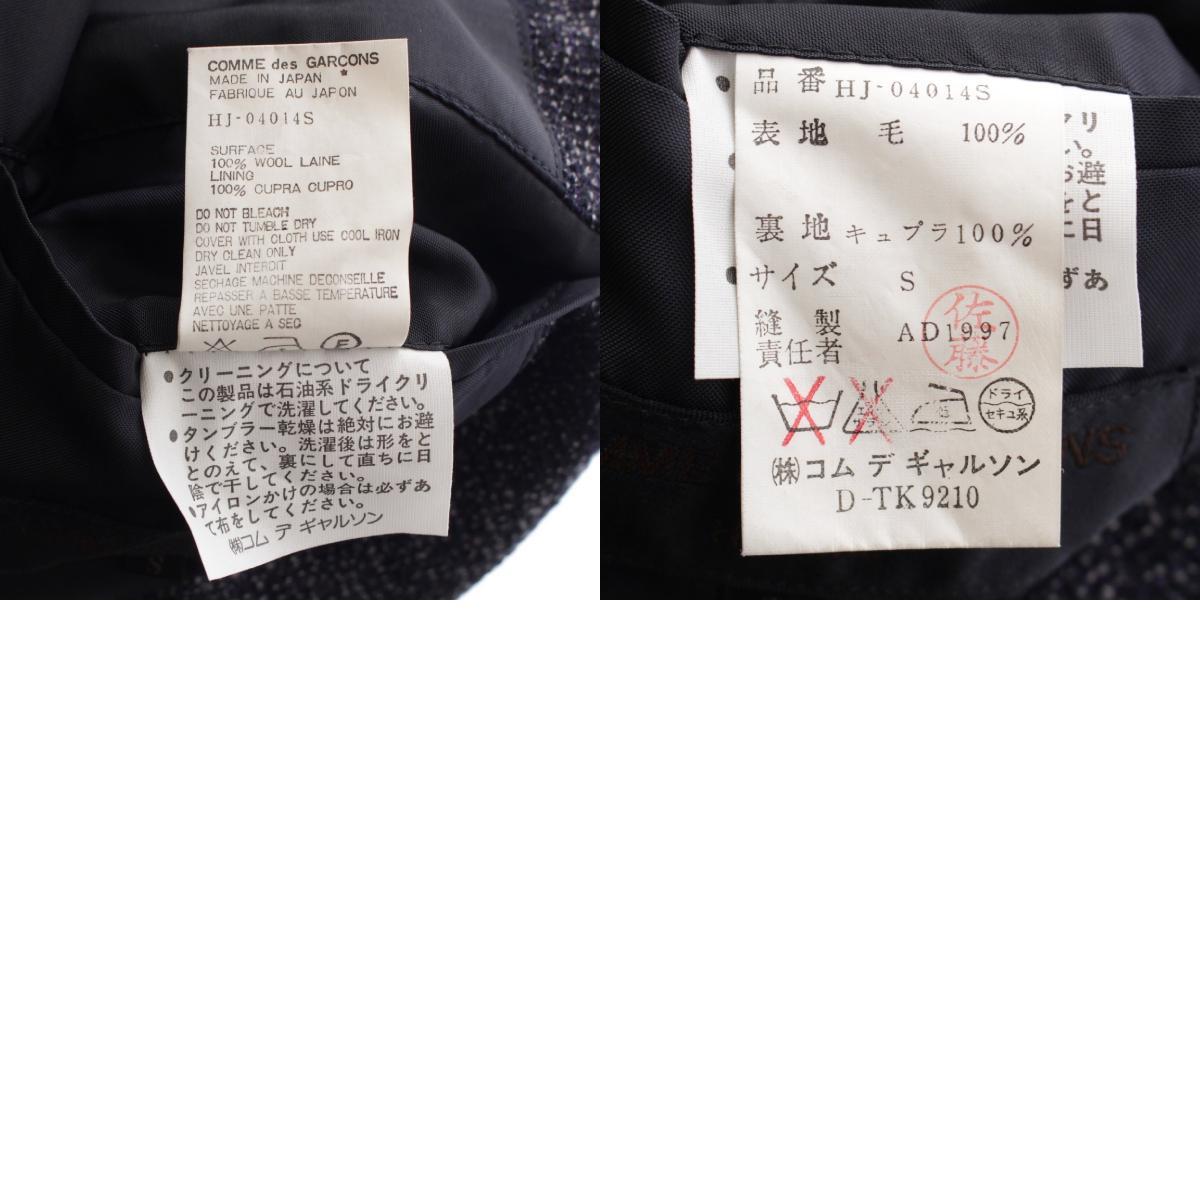 COMME des GARCONS
MADE IN JAPAN
FABRIQUE AU JAPON
HJ-04014S
SURFACE
100% WOOL LAINE
LINING
100% CUPRA CUPRO
DO NOT BLEACH
DO NOT TUMBLE DRY
COVER WITH CLOTH USE COOL IRON
DRY CLEAN ONLY
JAVEL INTERDIT
SECHAGE MACHINE DECONSEILLE
REPASSER A BASSE TEMPERATURE
AVEC UNE PATTE
NETTOYAGE A SEC
●クリーニングについて
この製品は石油系ドライクリ
ーニングで洗濯してください。
●タンブラー乾燥は絶対にお避
けください。洗濯後は形をと
とのえて、裏にして直ちに日
陰で干してください。
●アイロンかけの場合は必ずあ
て布をしてください。
㈱コム デ ギャルソン
S
品番 HJ-04014S
表地 毛 100%
裏地 キュプラ100%
サイズ S
縫製
責任者 AD1997
佐藤
ドライ
セキユ系
㈱コム デ ギャルソン
D-TK9210